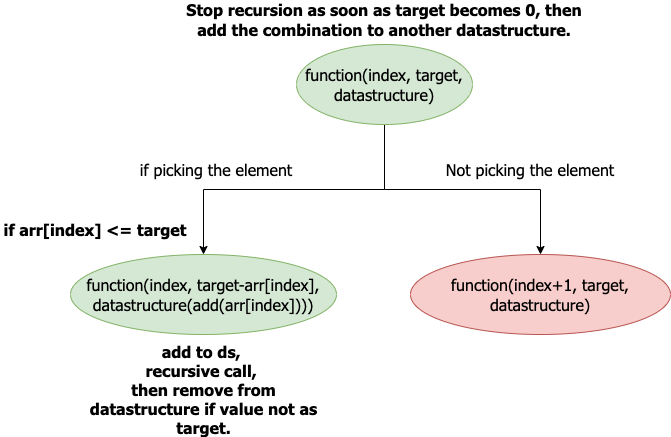 Stop recursion as soon as target becomes 0, then
add the combination to another datastructure.
function(index, target,
datastructure)
if picking the element
Not picking the element
if arr[index] <= target
function(index, target-arr[index],
datastructure(add(arr[index])))
function(index+1, target,
datastructure)
add to ds,
recursive call,
then remove from
datastructure if value not as
target.